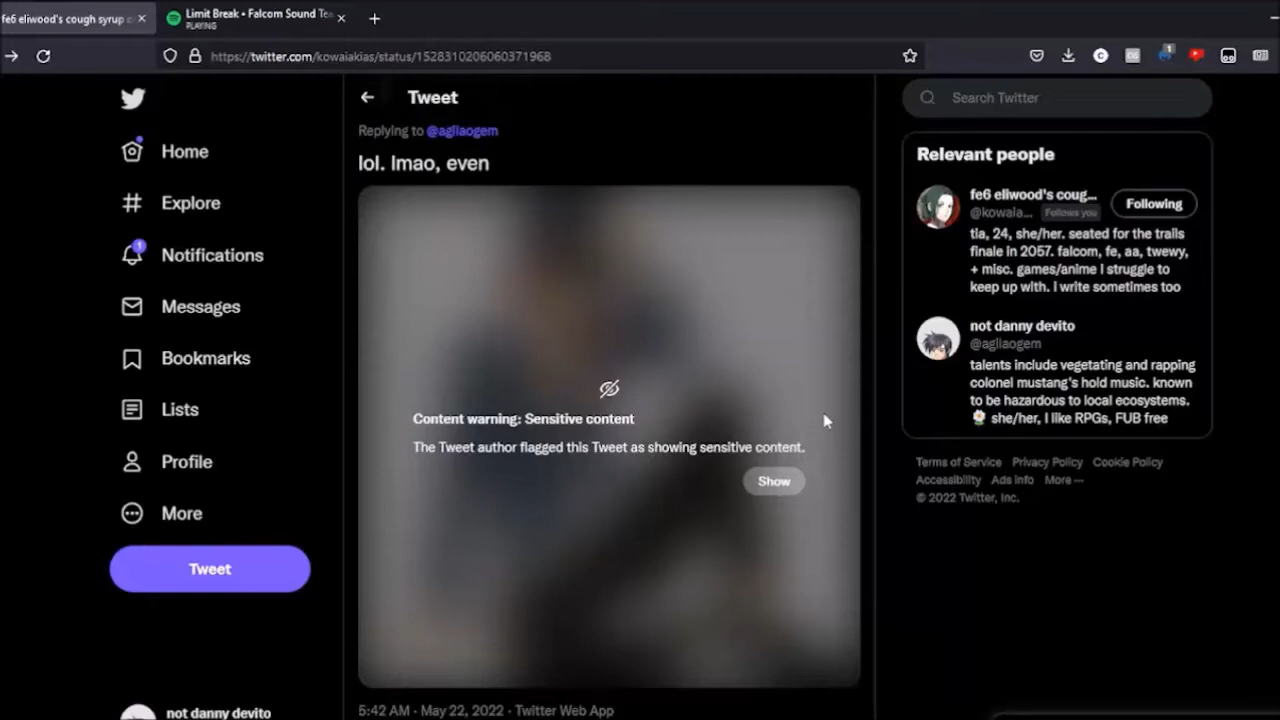 fe6 eliwood's cough syrup
Limit Break • Falcom Sound Tea
PLAYING
https://twitter.com/kowaiakias/status/1528310206060371968
1
Home
Explore
1
Notifications
Messages
Bookmarks
Lists
Profile
More
Tweet
not danny devito
Tweet
Replying to @agliaogem
lol. lmao, even
Content warning: Sensitive content
The Tweet author flagged this Tweet as showing sensitive content.
Show
5:42 AM · May 22, 2022 · Twitter Web App
Search Twitter
Relevant people
fe6 eliwood's coug...
Following
@kowaia... Follows you
tia, 24, she/her. seated for the trails
finale in 2057. falcom, fe, aa, twewy,
+ misc. games/anime I struggle to
keep up with. I write sometimes too
not danny devito
@agliaogem
talents include vegetating and rapping
colonel mustang's hold music. known
to be hazardous to local ecosystems.
she/her, I like RPGs, FUB free
Terms of Service Privacy Policy Cookie Policy
Accessibility Ads info More ···
© 2022 Twitter, Inc.